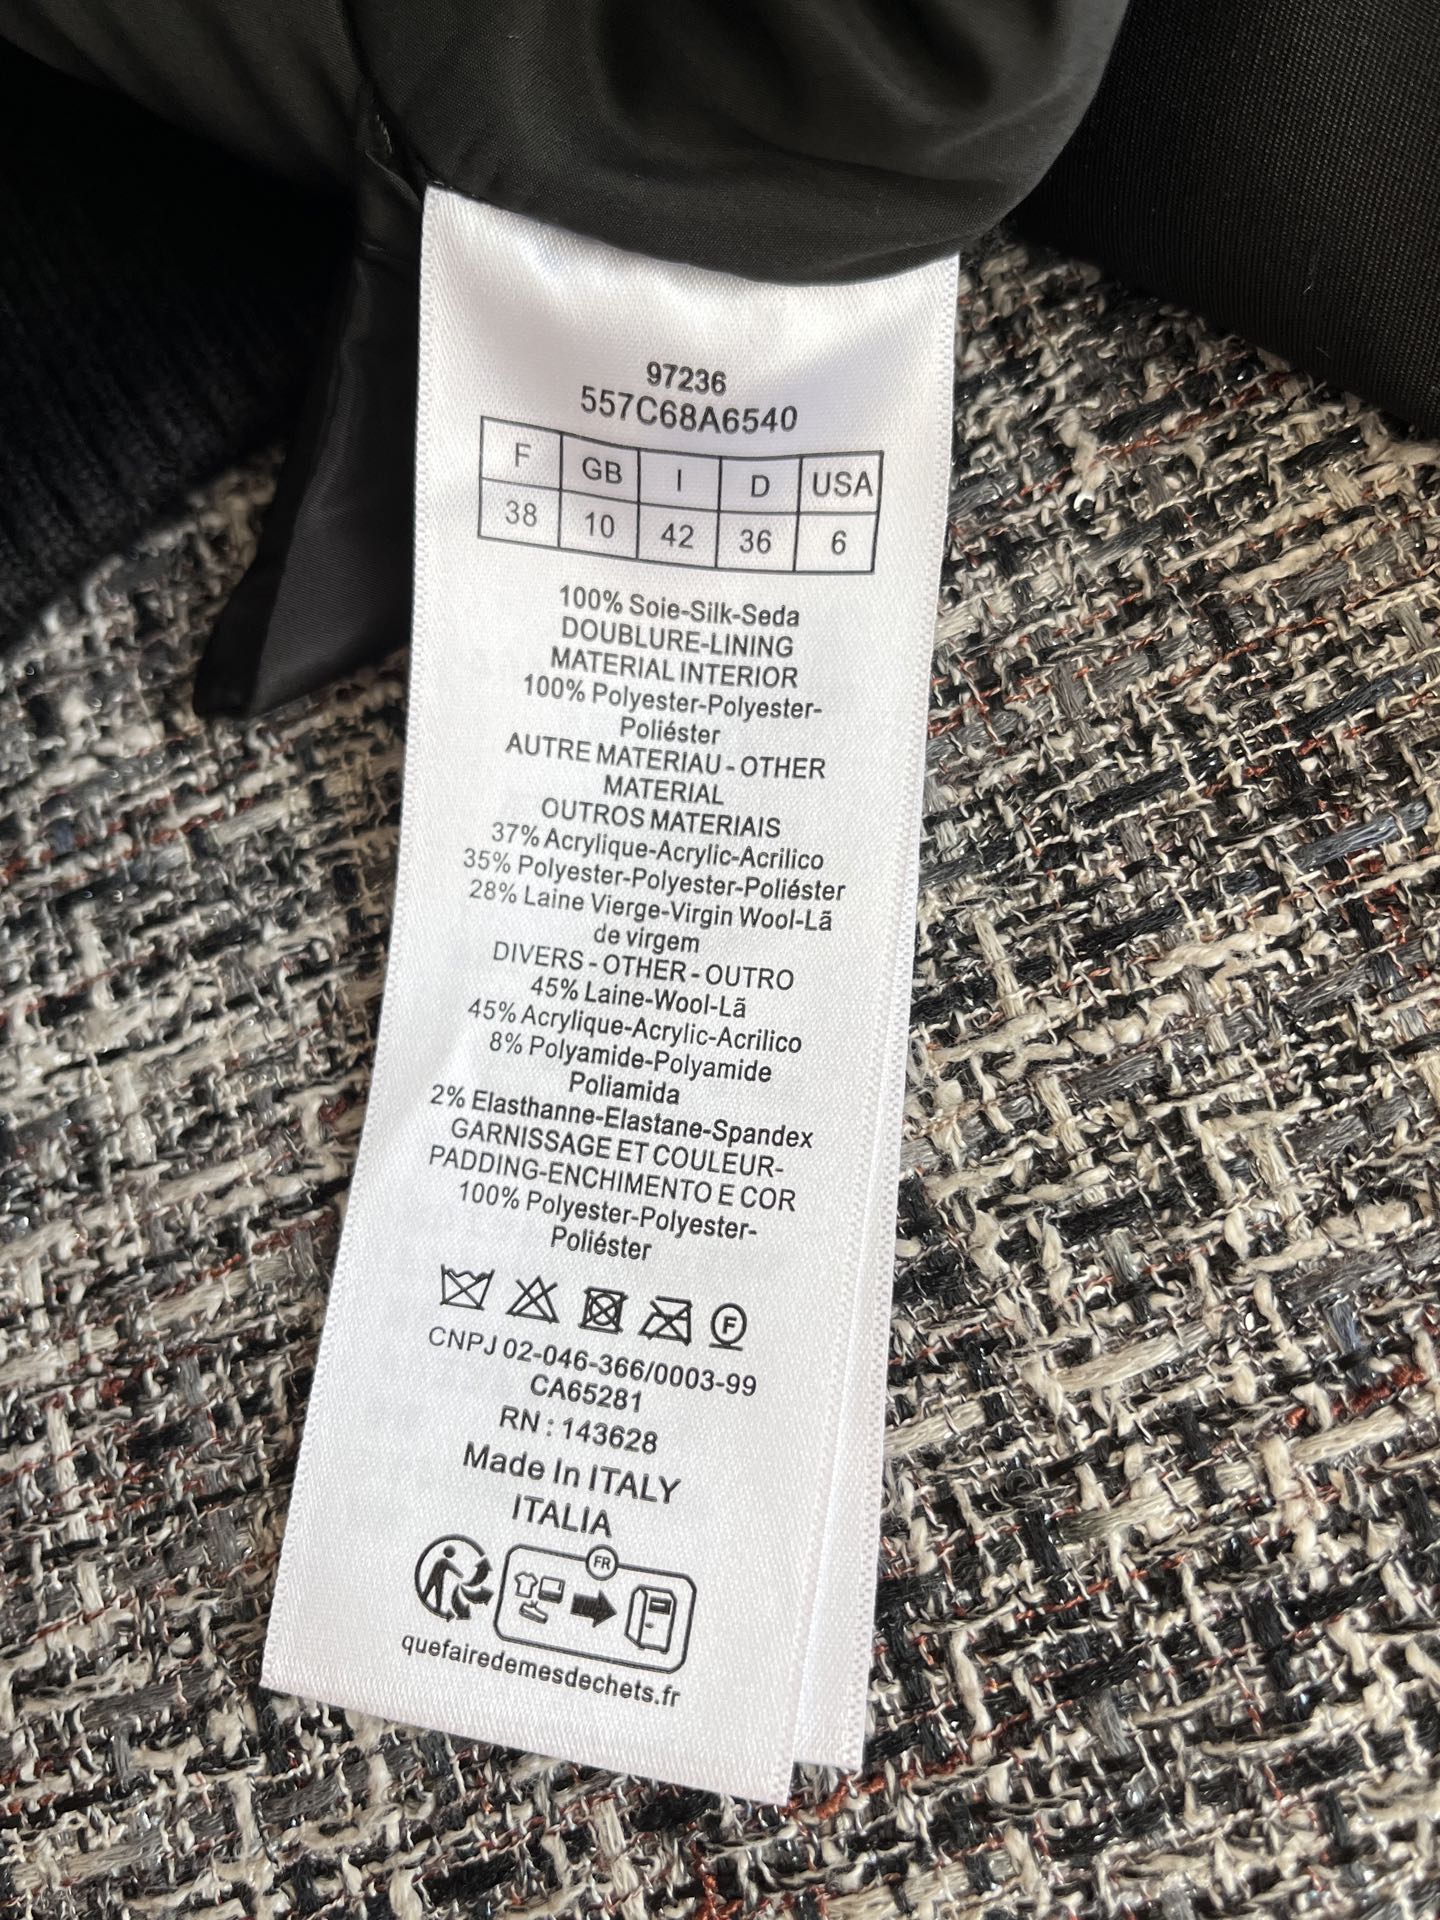 97236
557C68A6540
F GB I D USA
38 10 42 36 6
100% Soie-Silk-Seda
DOUBLURE-LINING
MATERIAL INTERIOR
100% Polyester-Polyester-
Poliéster
AUTRE MATERIAU - OTHER
MATERIAL
OUTROS MATERIAIS
37% Acrylique-Acrylic-Acrilico
35% Polyester-Polyester-Poliéster
28% Laine Vierge-Virgin Wool-Lã
de virgem
DIVERS - OTHER - OUTRO
45% Laine-Wool-Lã
45% Acrylique-Acrylic-Acrilico
8% Polyamide-Polyamide
Poliamida
2% Elasthanne-Elastane-Spandex
GARNISSAGE ET COULEUR-
PADDING-ENCHIMENTO E COR
100% Polyester-Polyester-
Poliéster
F
CNPJ 02-046-366/0003-99
CA65281
RN : 143628
Made In ITALY
ITALIA
FR
quefairedemesdechets.fr